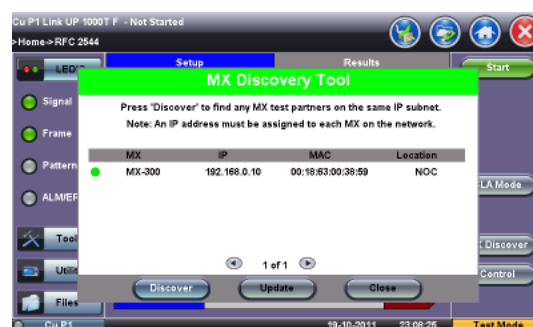 Cu P1 Link UP 1000T F - Not Started
>Home->RFC 2544
LED's
Setup
Results
Start
MX Discovery Tool
Press 'Discover' to find any MX test partners on the same IP subnet.
Note: An IP address must be assigned to each MX on the network.
Signal
Frame
Pattern
ALM/ER
MX IP MAC Location
MX-300 192.168.0.10 00:18:63:00:38:59 NOC
LA Mode
Tool
Discover
1 of 1
Utilit
Control
Discover
Update
Close
Files
Cu P1
19-10-2011 23:08:25
Test Mode